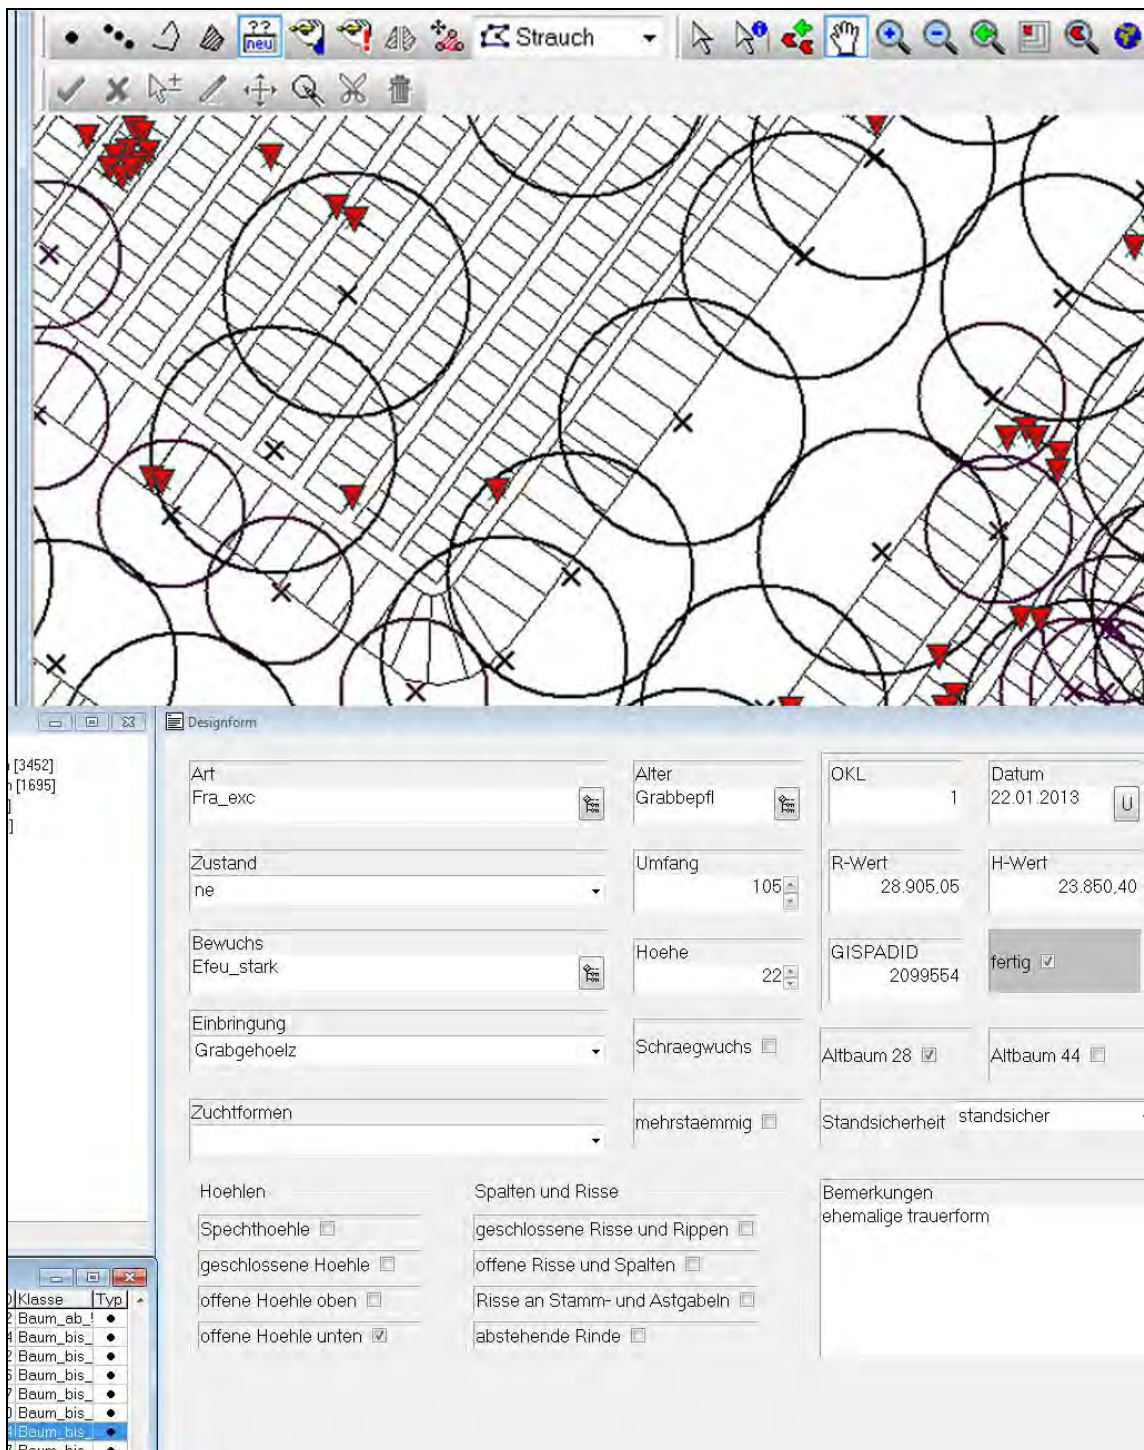 ??
neu
Strauch
Designform
[3452]
[1695]
Art
Fra_exc
Alter
Grabbepfl
OKL
1
Datum
22.01.2013
U
Zustand
ne
Umfang
105
R-Wert
28.905,05
H-Wert
23.850,40
Bewuchs
Efeu_stark
Hoehe
22
GISPADID
2099554
fertig
Einbringung
Grabgehoelz
Schraegwuchs
Altbaum 28
Altbaum 44
Zuchtformen
mehrstaemmig
Standsicherheit standsicher
Hoehlen
Spalten und Risse
Bemerkungen
ehemalige trauerform
Spechthoehle
geschlossene Risse und Rippen
geschlossene Hoehle
offene Risse und Spalten
offene Hoehle oben
Risse an Stamm- und Astgabeln
offene Hoehle unten
abstehende Rinde
Klasse Typ
Baum_ab_
Baum_bis_
Baum_bis_
Baum_bis_
Baum_bis_
Baum_bis_
Baum_bis_
Baum_bis_